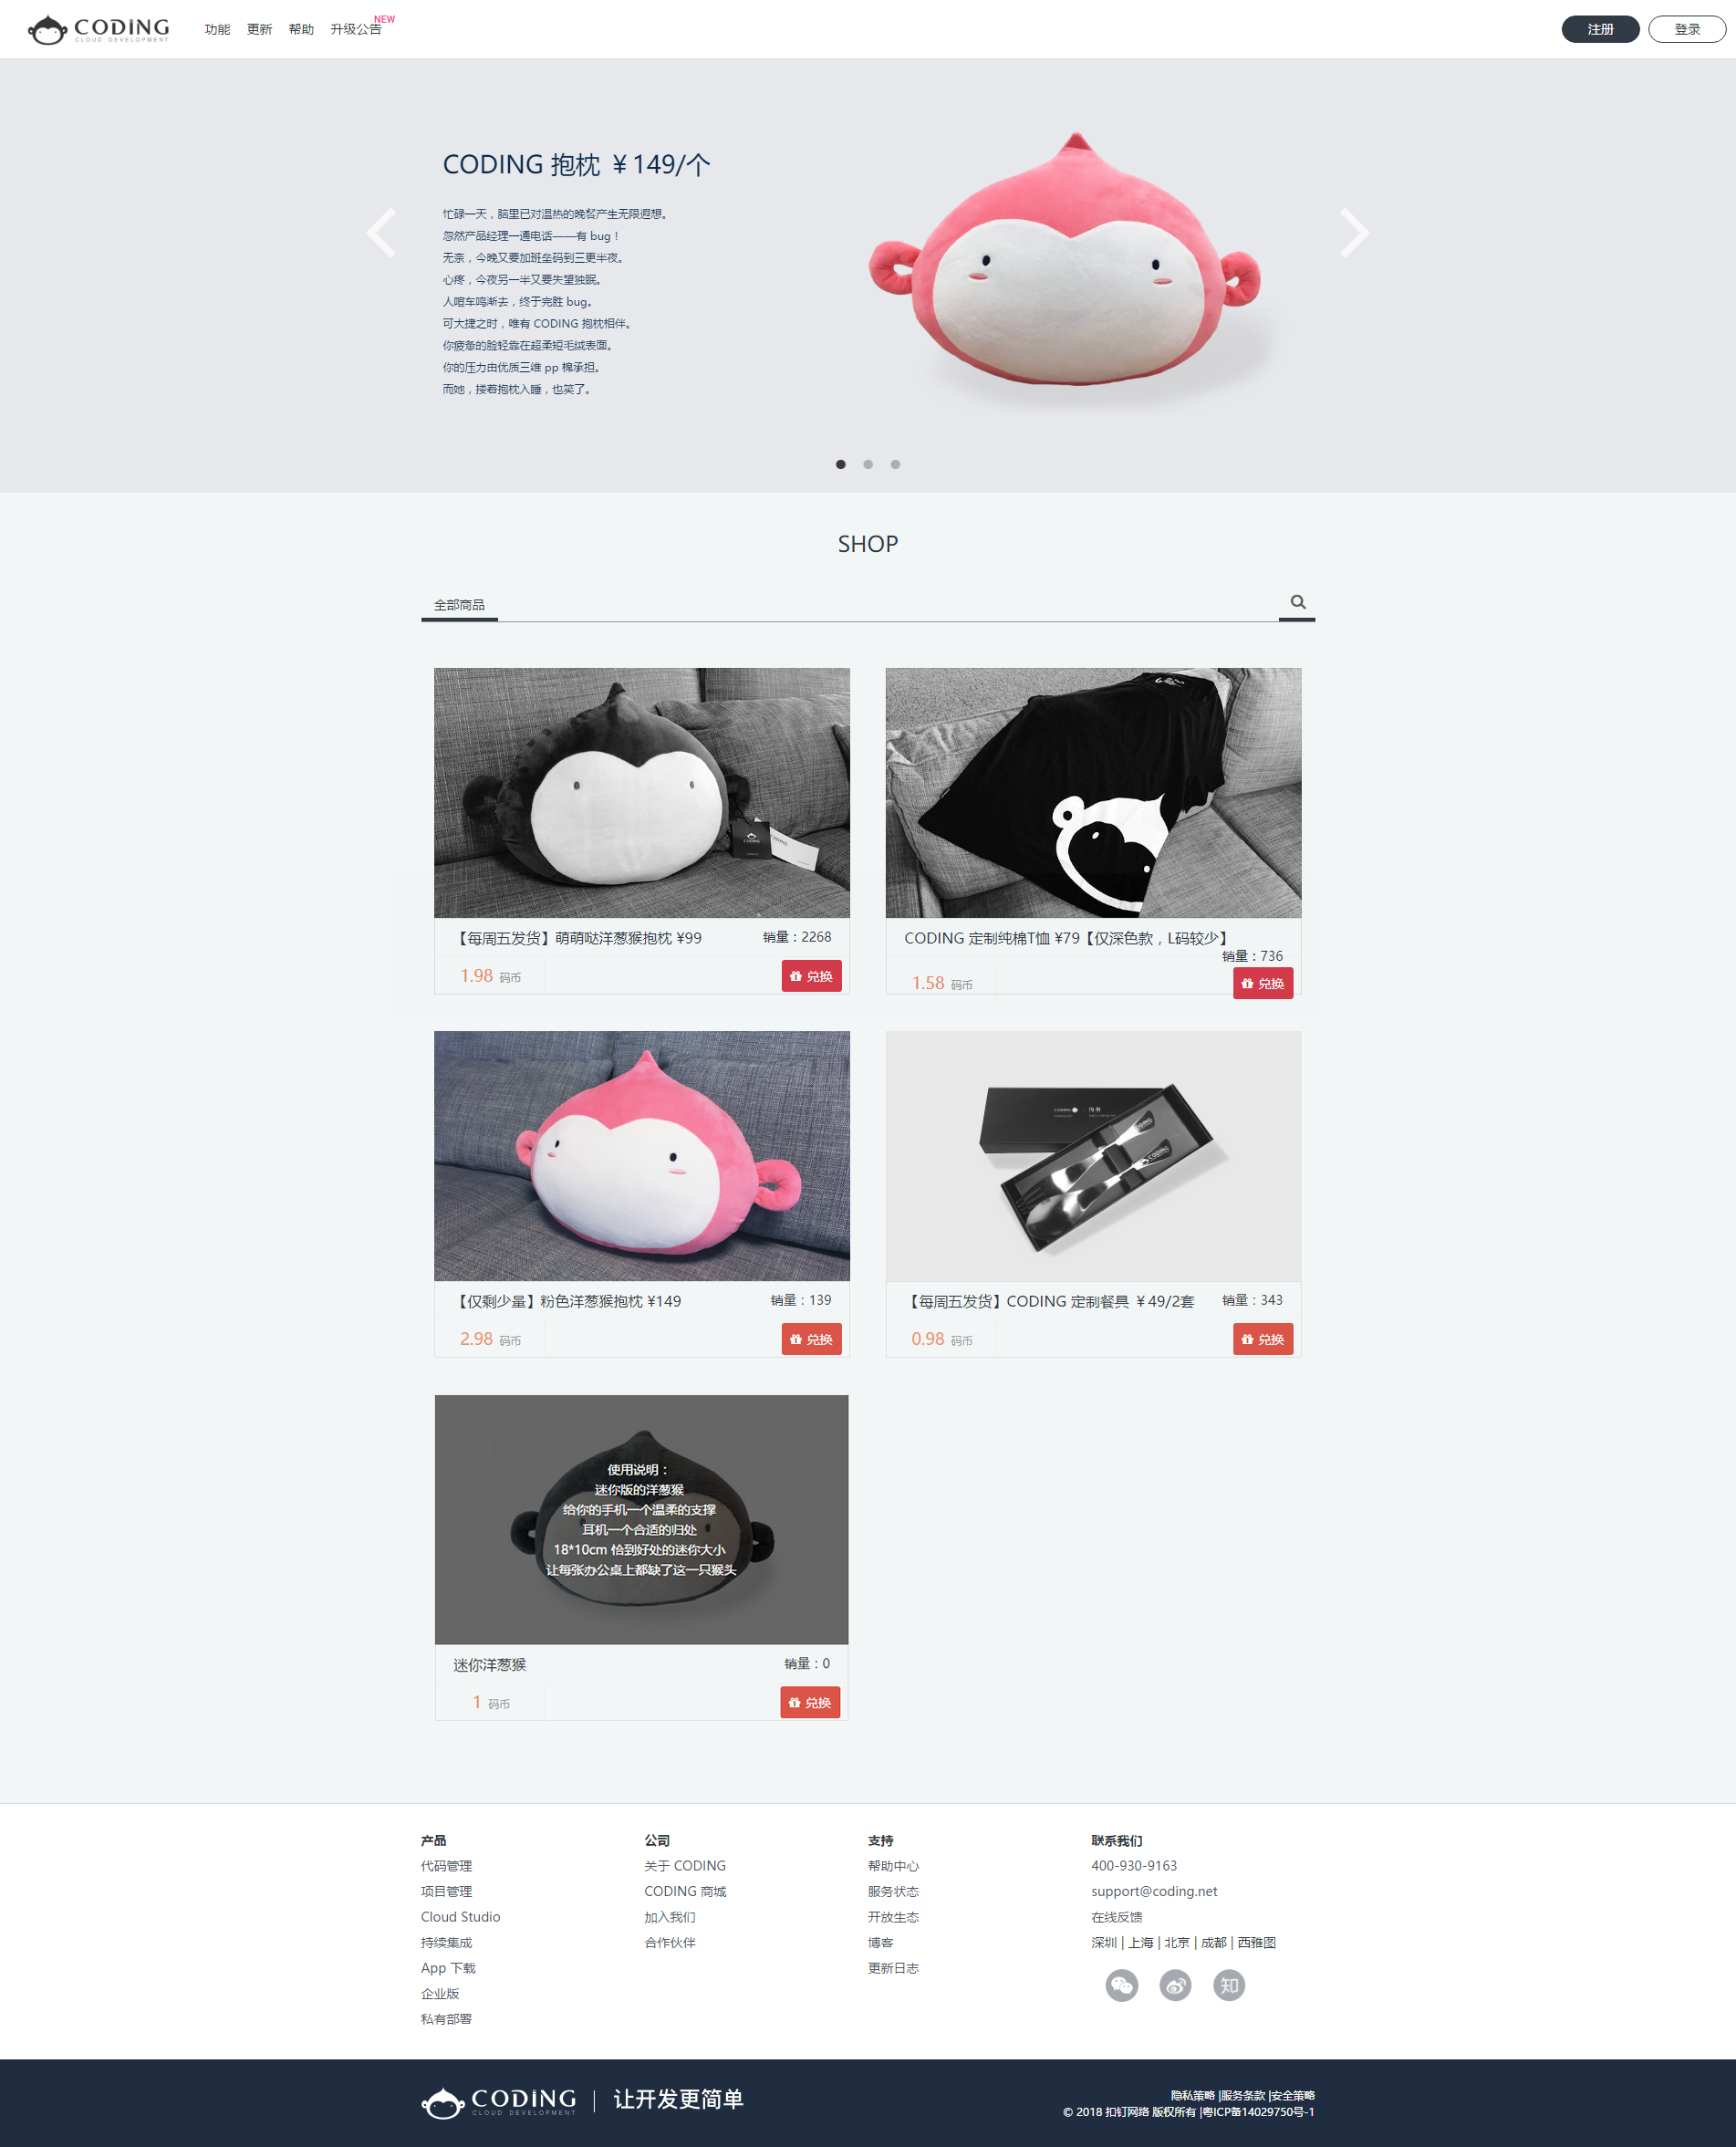 CODING
CLOUD DEVELOPMENT
功能
更新
帮助
升级公告
NEW
注册
登录
CODING 抱枕 ￥149/个
忙碌一天，脑里已对温热的晚餐产生无限遐想。
忽然产品经理一通电话——有 bug！
无奈，今晚又要加班垒码到三更半夜。
心疼，今夜另一半又要失望独眠。
人喧车鸣渐去，终于完胜 bug。
可大捷之时，唯有 CODING 抱枕相伴。
你疲惫的脸轻靠在超柔短毛绒表面。
你的压力由优质三维 pp 棉承担。
而她，搂着抱枕入睡，也笑了。
SHOP
全部商品
CODING
【每周五发货】萌萌哒洋葱猴抱枕 ¥99
销量：2268
1.98 码币
兑换
CODING 定制纯棉T恤 ¥79【仅深色款，L码较少】
销量：736
1.58 码币
兑换
【仅剩少量】粉色洋葱猴抱枕 ¥149
销量：139
2.98 码币
兑换
CODING
CODING
【每周五发货】CODING 定制餐具 ￥49/2套
销量：343
0.98 码币
兑换
使用说明：
迷你版的洋葱猴
给你的手机一个温柔的支撑
耳机一个合适的归处
18*10cm 恰到好处的迷你大小
让每张办公桌上都缺了这一只猴头
迷你洋葱猴
销量：0
1 码币
兑换
产品
代码管理
项目管理
Cloud Studio
持续集成
App 下载
企业版
私有部署
公司
关于 CODING
CODING 商城
加入我们
合作伙伴
支持
帮助中心
服务状态
开放生态
博客
更新日志
联系我们
400-930-9163
support@coding.net
在线反馈
深圳 | 上海 | 北京 | 成都 | 西雅图
知
CODING
CLOUD DEVELOPMENT
让开发更简单
隐私策略 |服务条款 |安全策略
© 2018 扣钉网络 版权所有 |粤ICP备14029750号-1